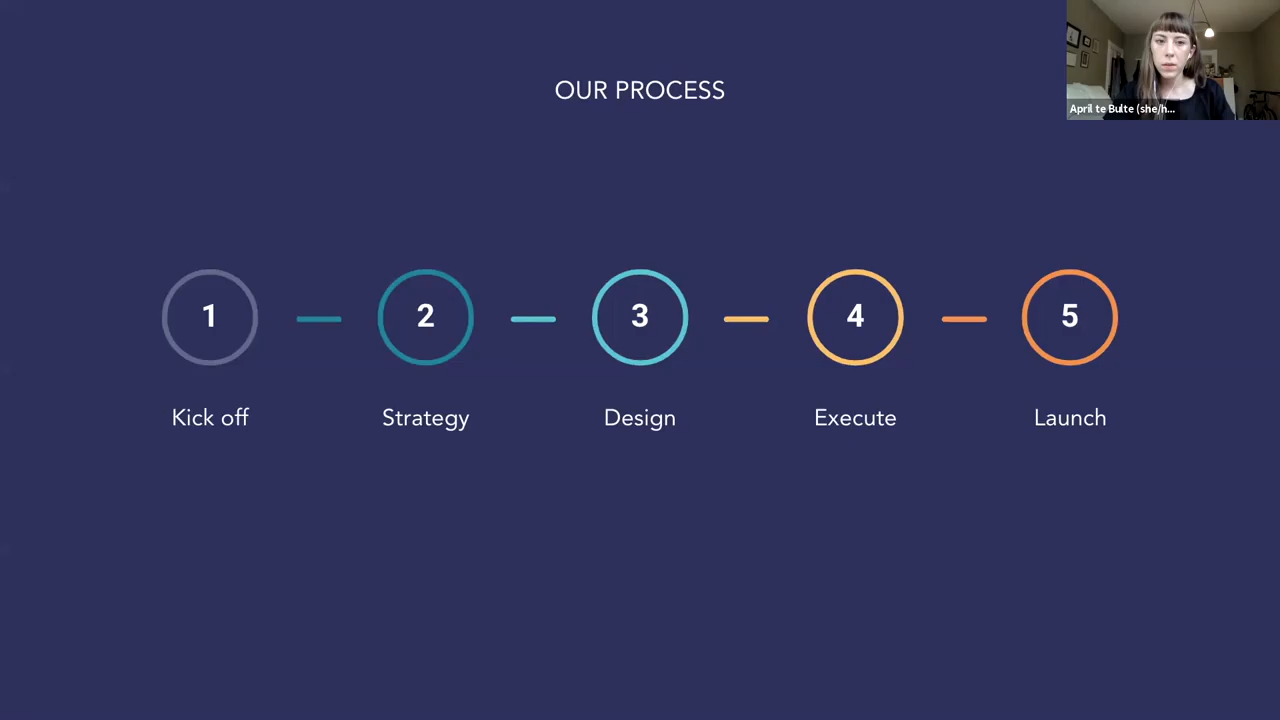 OUR PROCESS
April te Bulte (she/h...
1
2
3
4
5
Kick off
Strategy
Design
Execute
Launch